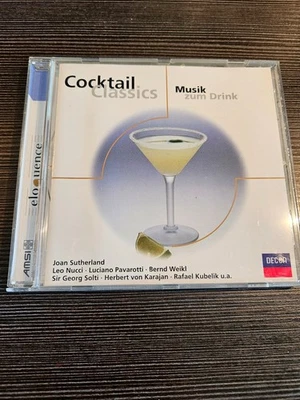 Cocktail
Classics
Musik
zum Drink
eloquence
AMSI
Joan Sutherland
Leo Nucci · Luciano Pavarotti · Bernd Weikl
Sir Georg Solti · Herbert von Karajan · Rafael Kubelik u.a.
DECCA